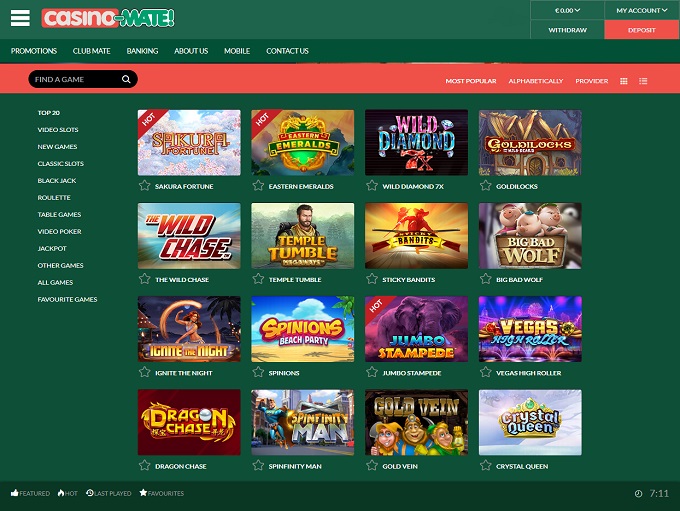 casino-MATE!
€ 0.00
MY ACCOUNT
WITHDRAW
DEPOSIT
PROMOTIONS CLUB MATE BANKING ABOUT US MOBILE CONTACT US
FIND A GAME
MOST POPULAR ALPHABETICALLY PROVIDER
TOP 20
VIDEO SLOTS
NEW GAMES
CLASSIC SLOTS
BLACK JACK
ROULETTE
TABLE GAMES
VIDEO POKER
JACKPOT
OTHER GAMES
ALL GAMES
FAVOURITE GAMES
HOT
SAKURA
FORTUNE
SAKURA FORTUNE
HOT
EASTERN
EMERALDS
EASTERN EMERALDS
WILD
DIAMOND
7X
WILD DIAMOND 7X
GOLDILOCKS
GOLDILOCKS
THE WILD
CHASE
THE WILD CHASE
TEMPLE
TUMBLE
MEGAWAYS
TEMPLE TUMBLE
STICKY
BANDITS
STICKY BANDITS
BIG BAD
WOLF
BIG BAD WOLF
IGNITE THE NIGHT
IGNITE THE NIGHT
SPINIONS
BEACH PARTY
SPINIONS
HOT
JUMBO
STAMPEDE
JUMBO STAMPEDE
VEGAS
HIGH ROLLER
VEGAS HIGH ROLLER
DRAGON
CHASE
DRAGON CHASE
SPINFINITY
MAN
SPINFINITY MAN
GOLD VEIN
GOLD VEIN
Crystal
Queen
CRYSTAL QUEEN
FEATURED HOT LAST PLAYED FAVOURITES
7:11